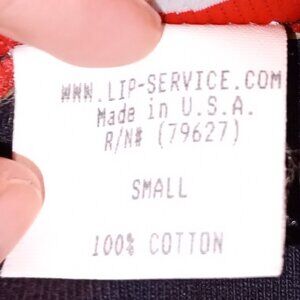 WWW.LIP-SERVICE.COM
Made in U.S.A.
R/N# (79627)
SMALL
100% COTTON